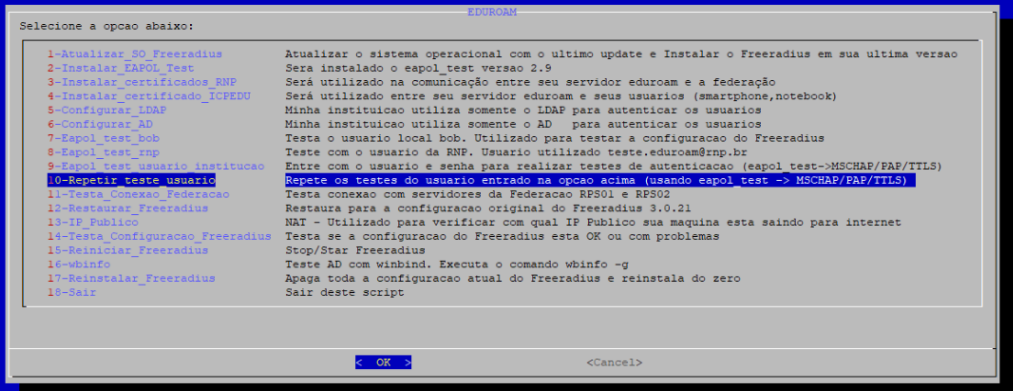 EDUROAM
Selecione a opcao abaixo:
1-Atualizar_SO_Freeradius Atualizar o sistema operacional com o ultimo update e Instalar o Freeradius em sua ultima versao
2-Instalar_EAPOL_Test Sera instalado o eapol_test versao 2.9
3-Instalar_certificados_RNP Será utilizado na comunicação entre seu servidor eduroam e a federação
4-Instalar_certificado_ICPEDU Será utilizado entre seu servidor eduroam e seus usuarios (smartphone,notebook)
5-Configurar_LDAP Minha instituicao utiliza somente o LDAP para autenticar os usuarios
6-Configurar_AD Minha instituicao utiliza somente o AD para autenticar os usuarios
7-Eapol_test_bob Testa o usuario local bob. Utilizado para testar a configuracao do Freeradius
8-Eapol_test_rnp Teste com o usuario da RNP. Usuario utilizado teste.eduroam@rnp.br
9-Eapol_test_usuario_instituicao Entre com o usuario e senha para realizar testes de autenticacao (eapol_test->MSCHAP/PAP/TTLS)
10-Repetir_teste_usuario Repete os testes do usuario entrado na opcao acima (usando eapol_test -> MSCHAP/PAP/TTLS)
11-Testa_Conexao_Federacao Testa conexao com servidores da Federacao RPS01 e RPS02
12-Restaurar_Freeradius Restaura para a configuracao original do Freeradius 3.0.21
13-IP_Publico NAT - Utilizado para verificar com qual IP Publico sua maquina esta saindo para internet
14-Testa_Configuracao_Freeradius Testa se a configuracao do Freeradius esta OK ou com problemas
15-Reiniciar_Freeradius Stop/Star Freeradius
16-wbinfo Teste AD com winbind. Executa o comando wbinfo -g
17-Reinstalar_Freeradius Apaga toda a configuracao atual do Freeradius e reinstala do zero
18-Sair Sair deste script
< OK > <Cancel>